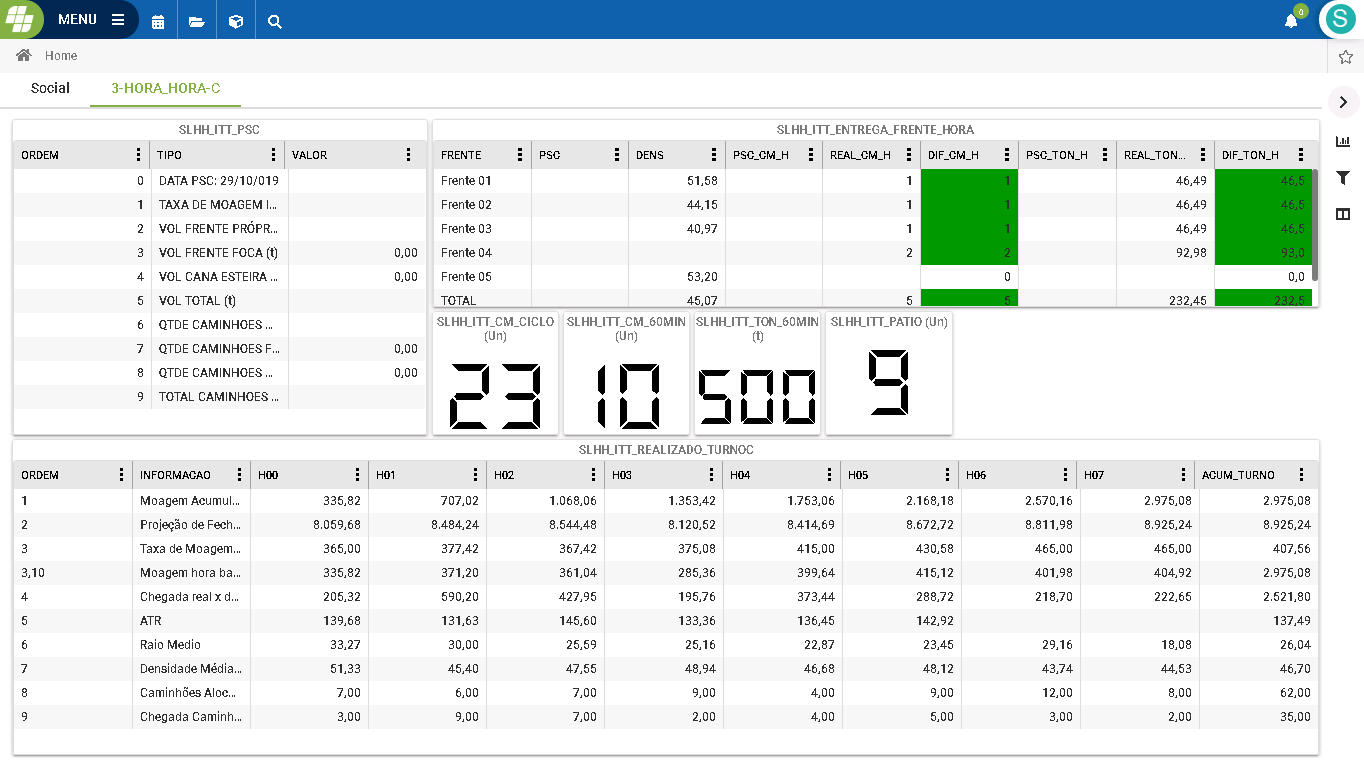 MENU
0
S
Home
Social 3-HORA_HORA-C
SLHH_ITT_PSC
ORDEM TIPO VALOR
0 DATA PSC: 29/10/019
1 TAXA DE MOAGEM I...
2 VOL FRENTE PRÓPR...
3 VOL FRENTE FOCA (t) 0,00
4 VOL CANA ESTEIRA ... 0,00
5 VOL TOTAL (t)
6 QTDE CAMINHOES ...
7 QTDE CAMINHOES F... 0,00
8 QTDE CAMINHOES ... 0,00
9 TOTAL CAMINHOES ...
SLHH_ITT_ENTREGA_FRENTE_HORA
FRENTE PSC DENS PSC_CM_H REAL_CM_H DIF_CM_H PSC_TON_H REAL_TON... DIF_TON_H
Frente 01 51,58 1 1 46,49 46,5
Frente 02 44,15 1 1 46,49 46,5
Frente 03 40,97 1 1 46,49 46,5
Frente 04 2 2 92,98 93,0
Frente 05 53,20 0 0,0
TOTAL 45,07 5 5 232,45 232,5
SLHH_ITT_CM_CICLO
(Un)
23
SLHH_ITT_CM_60MIN
(Un)
10
SLHH_ITT_TON_60MIN
(t)
500
SLHH_ITT_PATIO (Un)
9
SLHH_ITT_REALIZADO_TURNOC
ORDEM INFORMACAO H00 H01 H02 H03 H04 H05 H06 H07 ACUM_TURNO
1 Moagem Acumul... 335,82 707,02 1.068,06 1.353,42 1.753,06 2.168,18 2.570,16 2.975,08 2.975,08
2 Projeção de Fech... 8.059,68 8.484,24 8.544,48 8.120,52 8.414,69 8.672,72 8.811,98 8.925,24 8.925,24
3 Taxa de Moagem... 365,00 377,42 367,42 375,08 415,00 430,58 465,00 465,00 407,56
3,10 Moagem hora ba... 335,82 371,20 361,04 285,36 399,64 415,12 401,98 404,92 2.975,08
4 Chegada real x d... 205,32 590,20 427,95 195,76 373,44 288,72 218,70 222,65 2.521,80
5 ATR 139,68 131,63 145,60 133,36 136,45 142,92 137,49
6 Raio Medio 33,27 30,00 25,59 25,16 22,87 23,45 29,16 18,08 26,04
7 Densidade Média... 51,33 45,40 47,55 48,94 46,68 48,12 43,74 44,53 46,70
8 Caminhões Aloc... 7,00 6,00 7,00 9,00 4,00 9,00 12,00 8,00 62,00
9 Chegada Caminh... 3,00 9,00 7,00 2,00 4,00 5,00 3,00 2,00 35,00